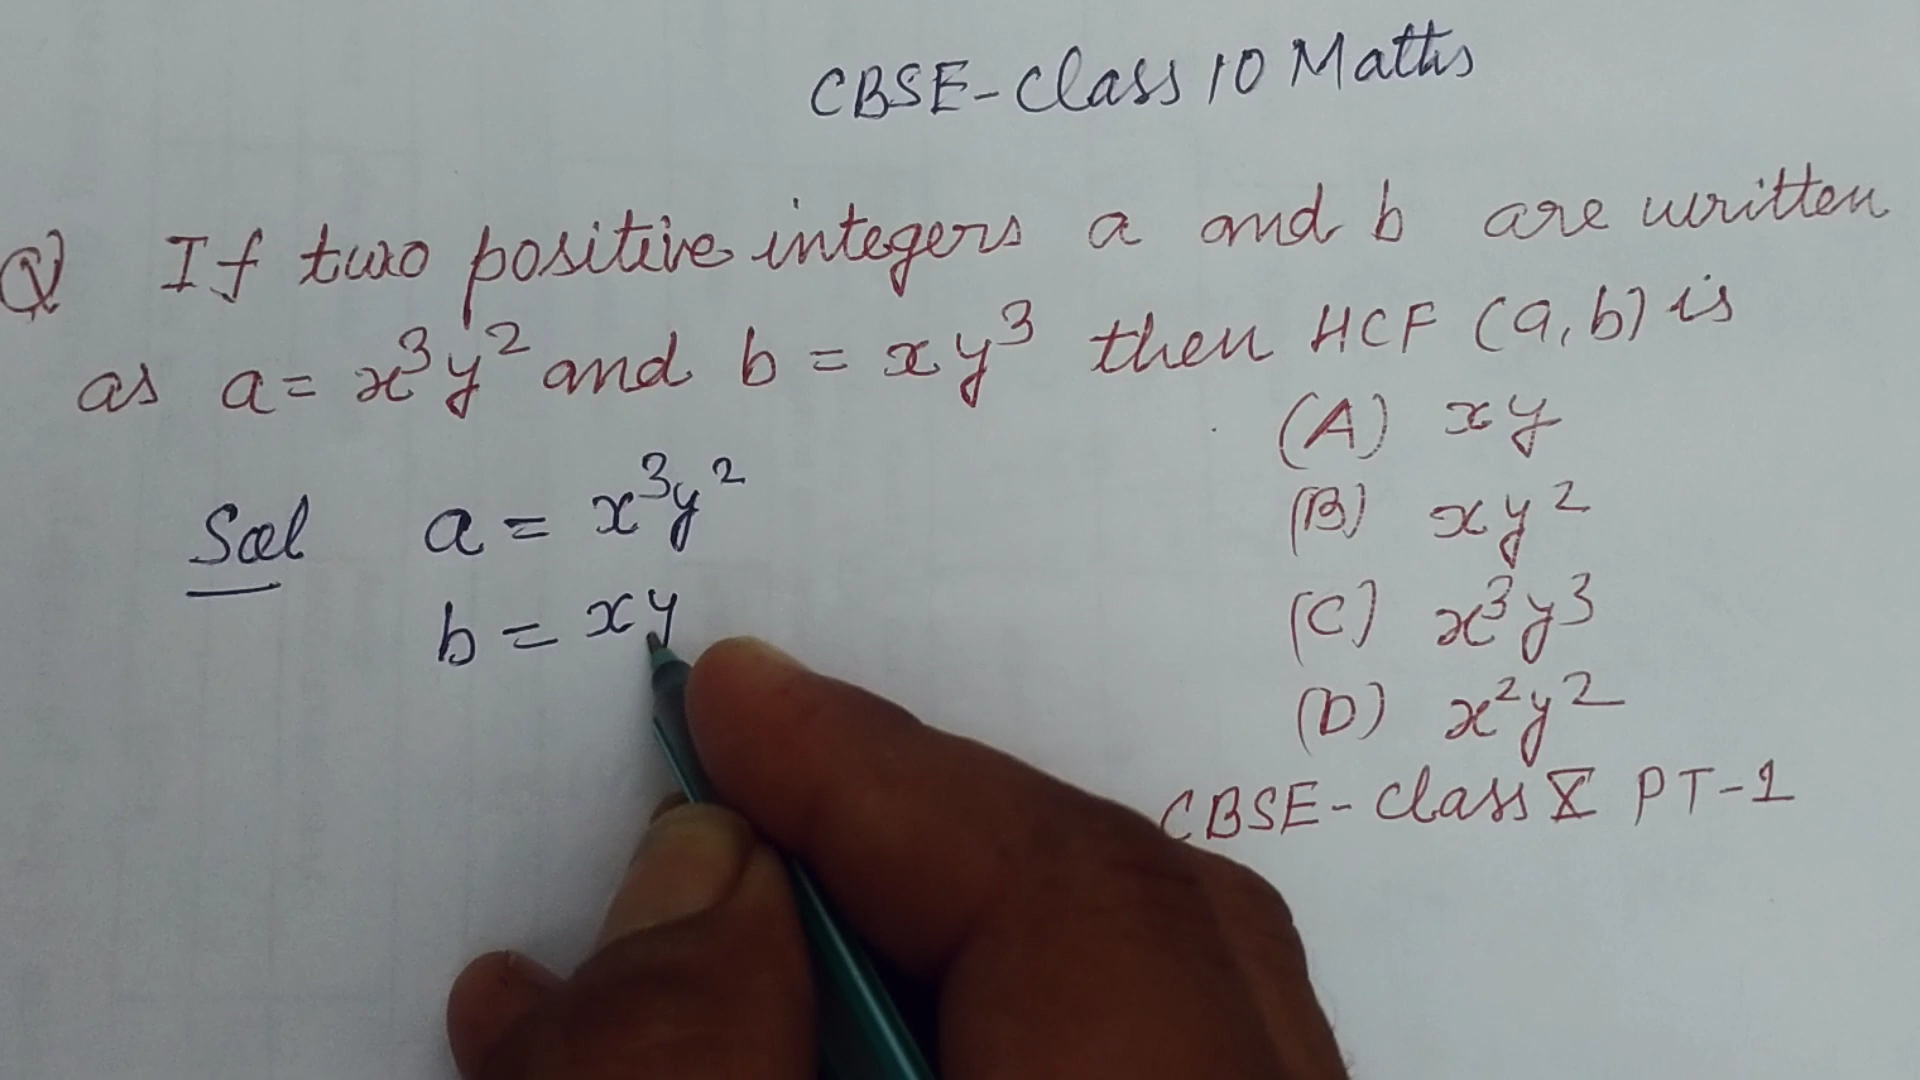 CBSE-Class 10 Maths
Q If two positive integers a and b are written
as a = x³y² and b = xy³ then HCF (a,b) is
(A) xy
(B) xy²
(C) x³y³
(D) x²y²
Sol a = x³y²
b = xy
CBSE-Class X PT-1